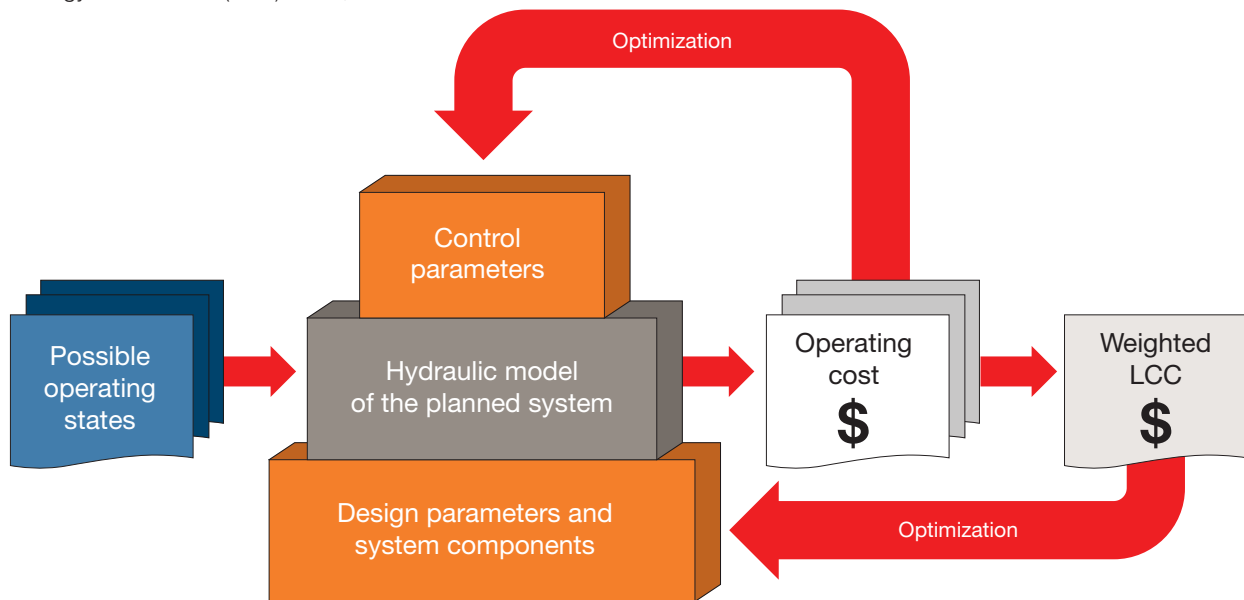 Optimization
Control
parameters
Possible
operating
states
Hydraulic model
of the planned system
Operating
cost
$
Weighted
LCC
$
Design parameters and
system components
Optimization